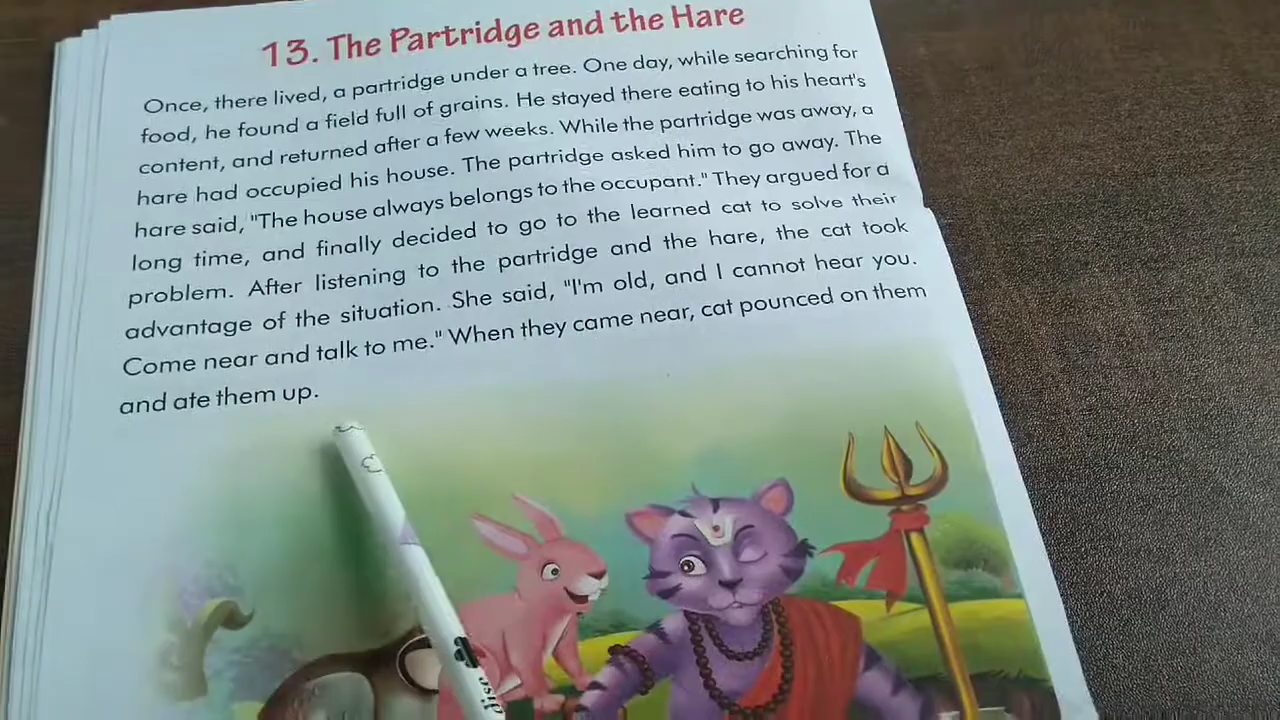 13. The Partridge and the Hare
Once, there lived, a partridge under a tree. One day, while searching for
food, he found a field full of grains. He stayed there eating to his heart's
content, and returned after a few weeks. While the partridge was away, a
hare had occupied his house. The partridge asked him to go away. The
hare said, "The house always belongs to the occupant." They argued for a
long time, and finally decided to go to the learned cat to solve their
problem. After listening to the partridge and the hare, the cat took
advantage of the situation. She said, "I'm old, and I cannot hear you.
Come near and talk to me." When they came near, cat pounced on them
and ate them up.